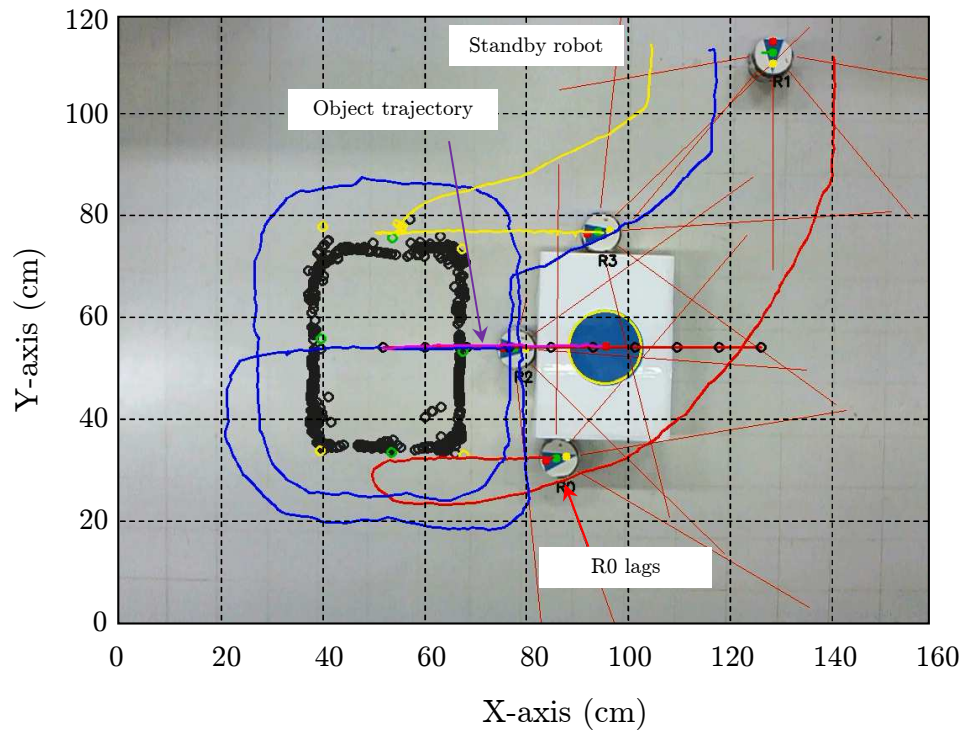 120
Standby robot
R1
Object trajectory
100
80
R3
60
R2
40
R0
20
R0 lags
0
0 20 40 60 80 100 120 140 160
X-axis (cm)
Y-axis (cm)